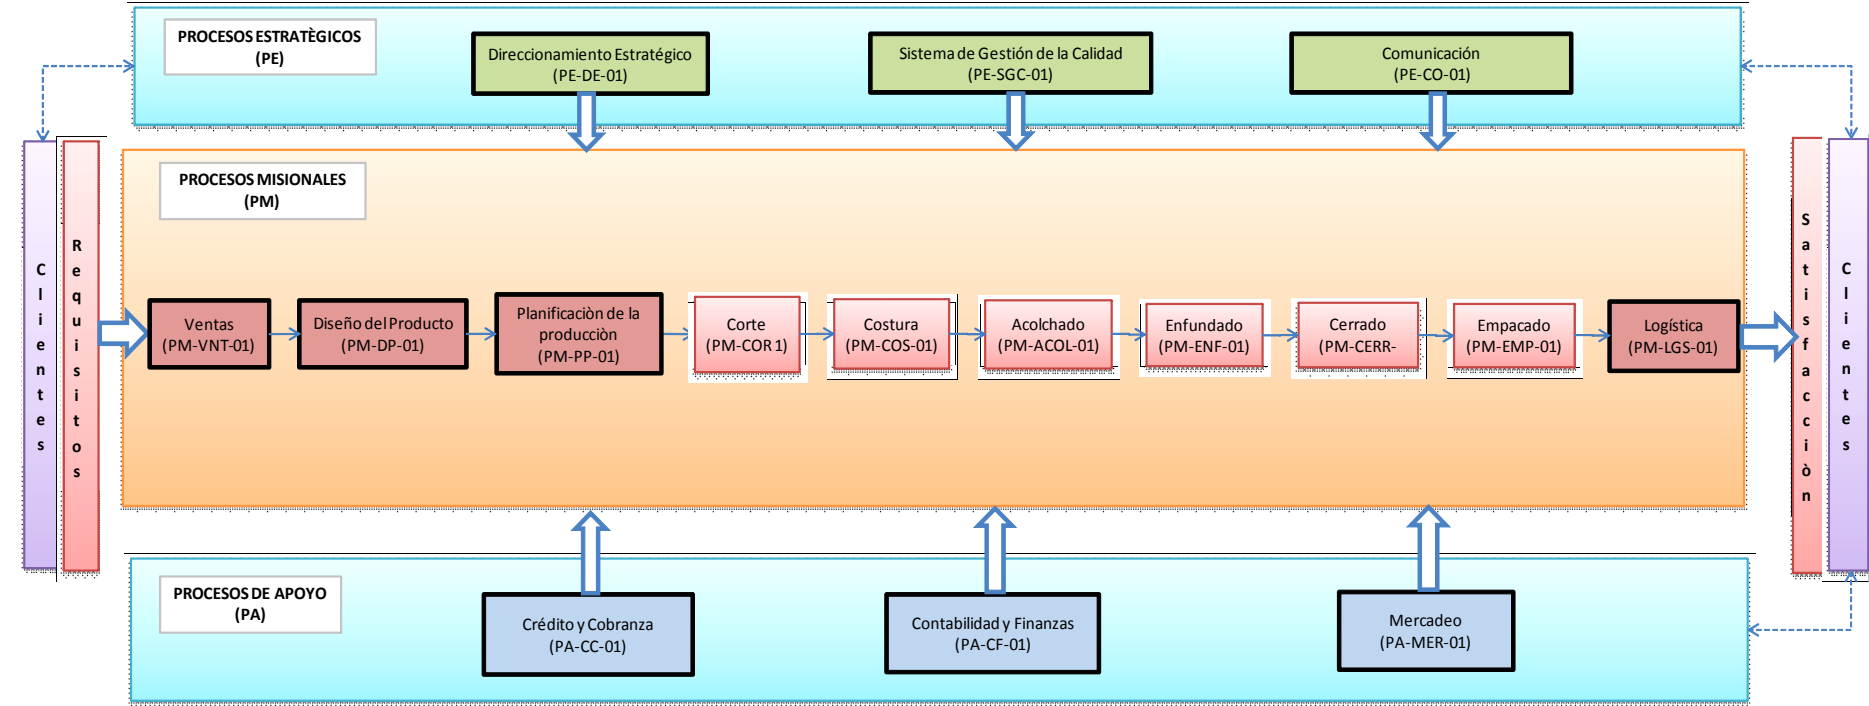 PROCESOS ESTRATÈGICOS
(PE)
Direccionamiento Estratégico
(PE-DE-01)
Sistema de Gestión de la Calidad
(PE-SGC-01)
Comunicación
(PE-CO-01)
Clientes
Requisitos
PROCESOS MISIONALES
(PM)
Ventas
(PM-VNT-01)
Diseño del Producto
(PM-DP-01)
Planificaciòn de la
producciòn
(PM-PP-01)
Corte
(PM-COR 1)
Costura
(PM-COS-01)
Acolchado
(PM-ACOL-01)
Enfundado
(PM-ENF-01)
Cerrado
(PM-CERR-
Empacado
(PM-EMP-01)
Logística
(PM-LGS-01)
Satisfacciòn
Clientes
PROCESOS DE APOYO
(PA)
Crédito y Cobranza
(PA-CC-01)
Contabilidad y Finanzas
(PA-CF-01)
Mercadeo
(PA-MER-01)